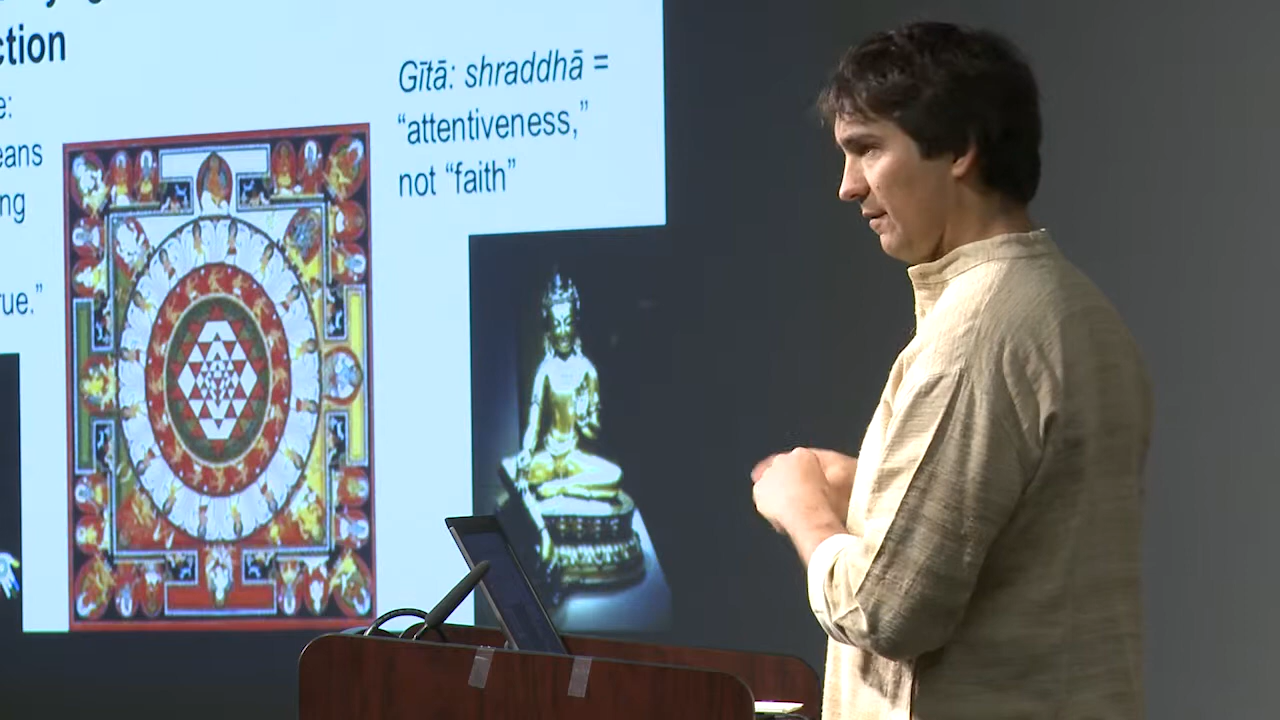 ction
e:
eans
ng
rue.”
Gītā: shraddhā =
“attentiveness,”
not “faith”